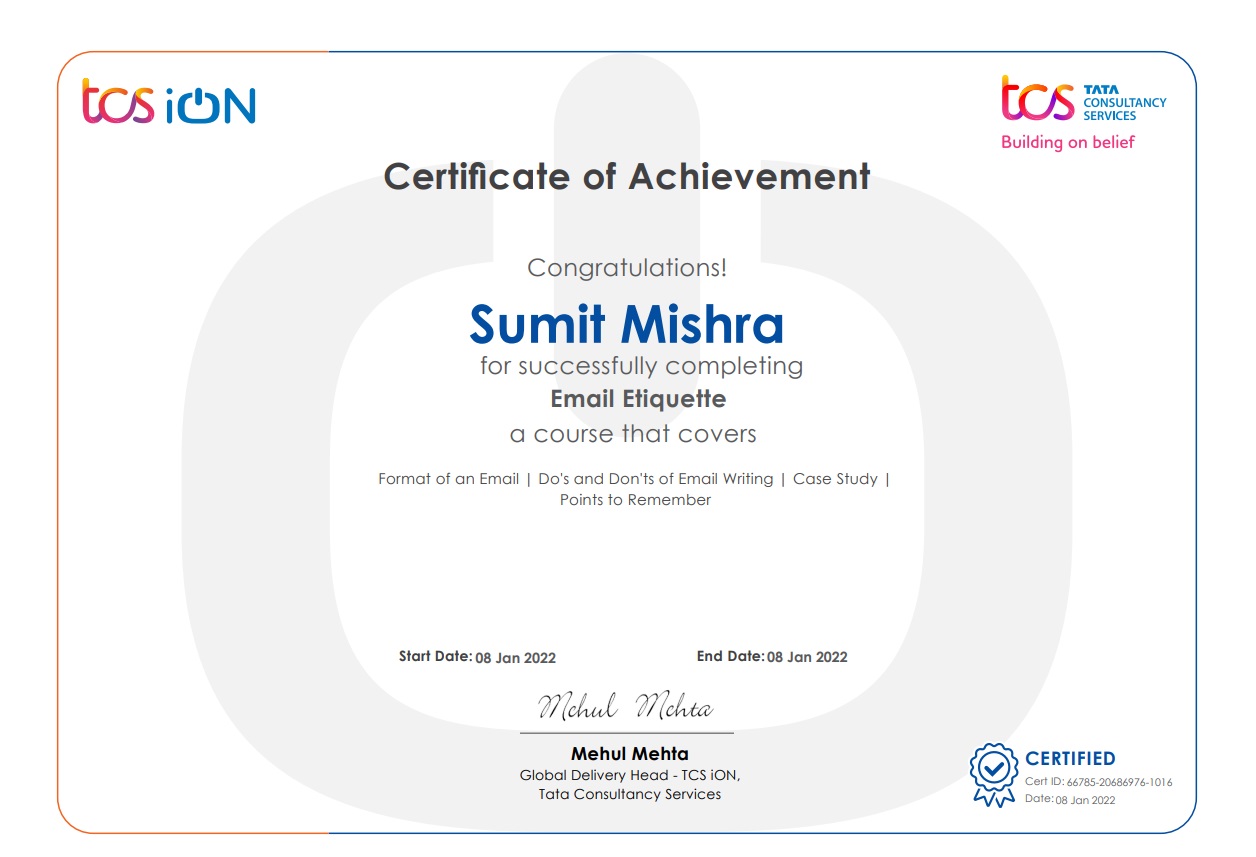 tcs iON
tcs TATA
CONSULTANCY
SERVICES
Building on belief
Certificate of Achievement
Congratulations!
Sumit Mishra
for successfully completing
Email Etiquette
a course that covers
Format of an Email | Do's and Don'ts of Email Writing | Case Study |
Points to Remember
Start Date: 08 Jan 2022 End Date: 08 Jan 2022
Mehul Mehta
Mehul Mehta
Global Delivery Head - TCS iON,
Tata Consultancy Services
CERTIFIED
Cert ID: 66785-20686976-1016
Date: 08 Jan 2022